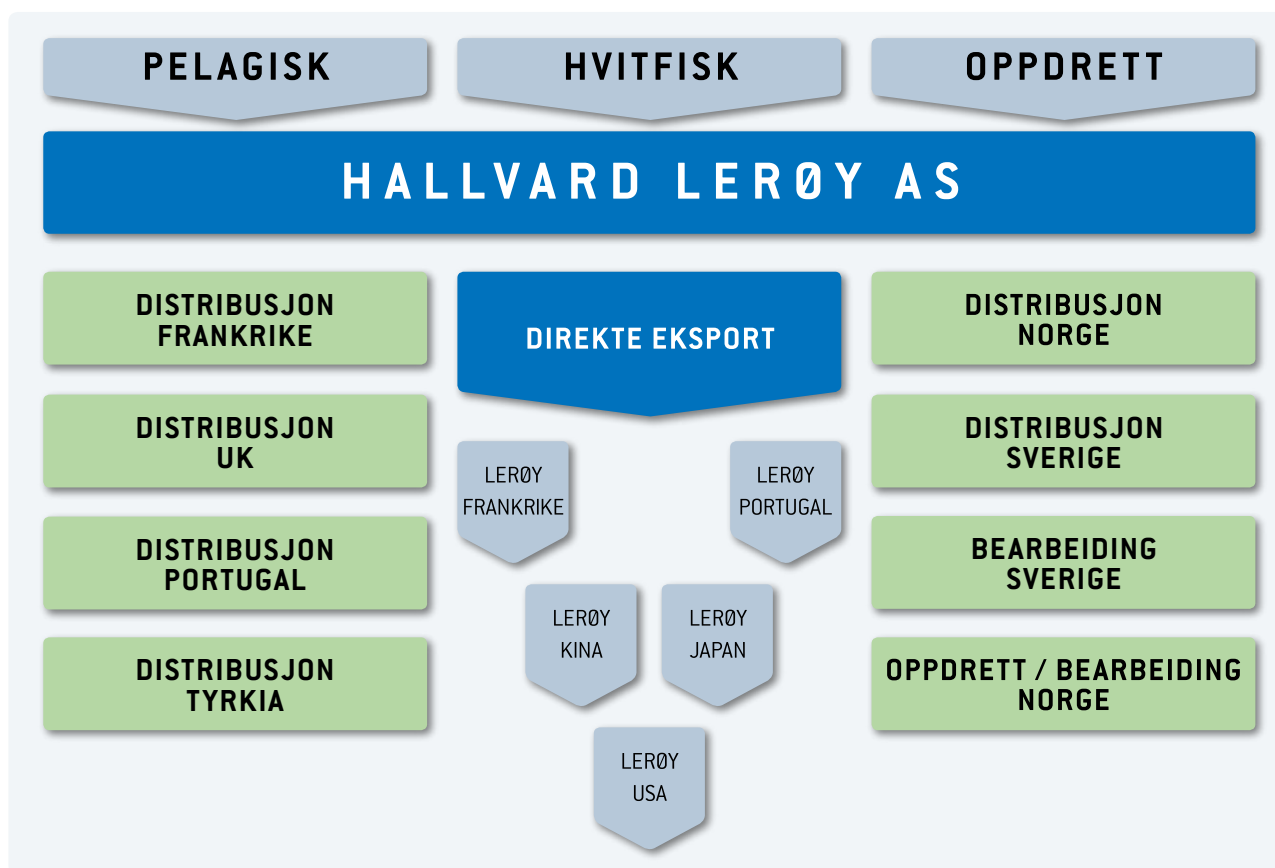 PELAGISK
HVITFISK
OPPDRETT
HALLVARD LERØY AS
DISTRIBUSJON
FRANKRIKE
DISTRIBUSJON
UK
DISTRIBUSJON
PORTUGAL
DISTRIBUSJON
TYRKIA
DIREKTE EKSPORT
LERØY
FRANKRIKE
LERØY
PORTUGAL
LERØY
KINA
LERØY
JAPAN
LERØY
USA
DISTRIBUSJON
NORGE
DISTRIBUSJON
SVERIGE
BEARBEIDING
SVERIGE
OPPDRETT / BEARBEIDING
NORGE